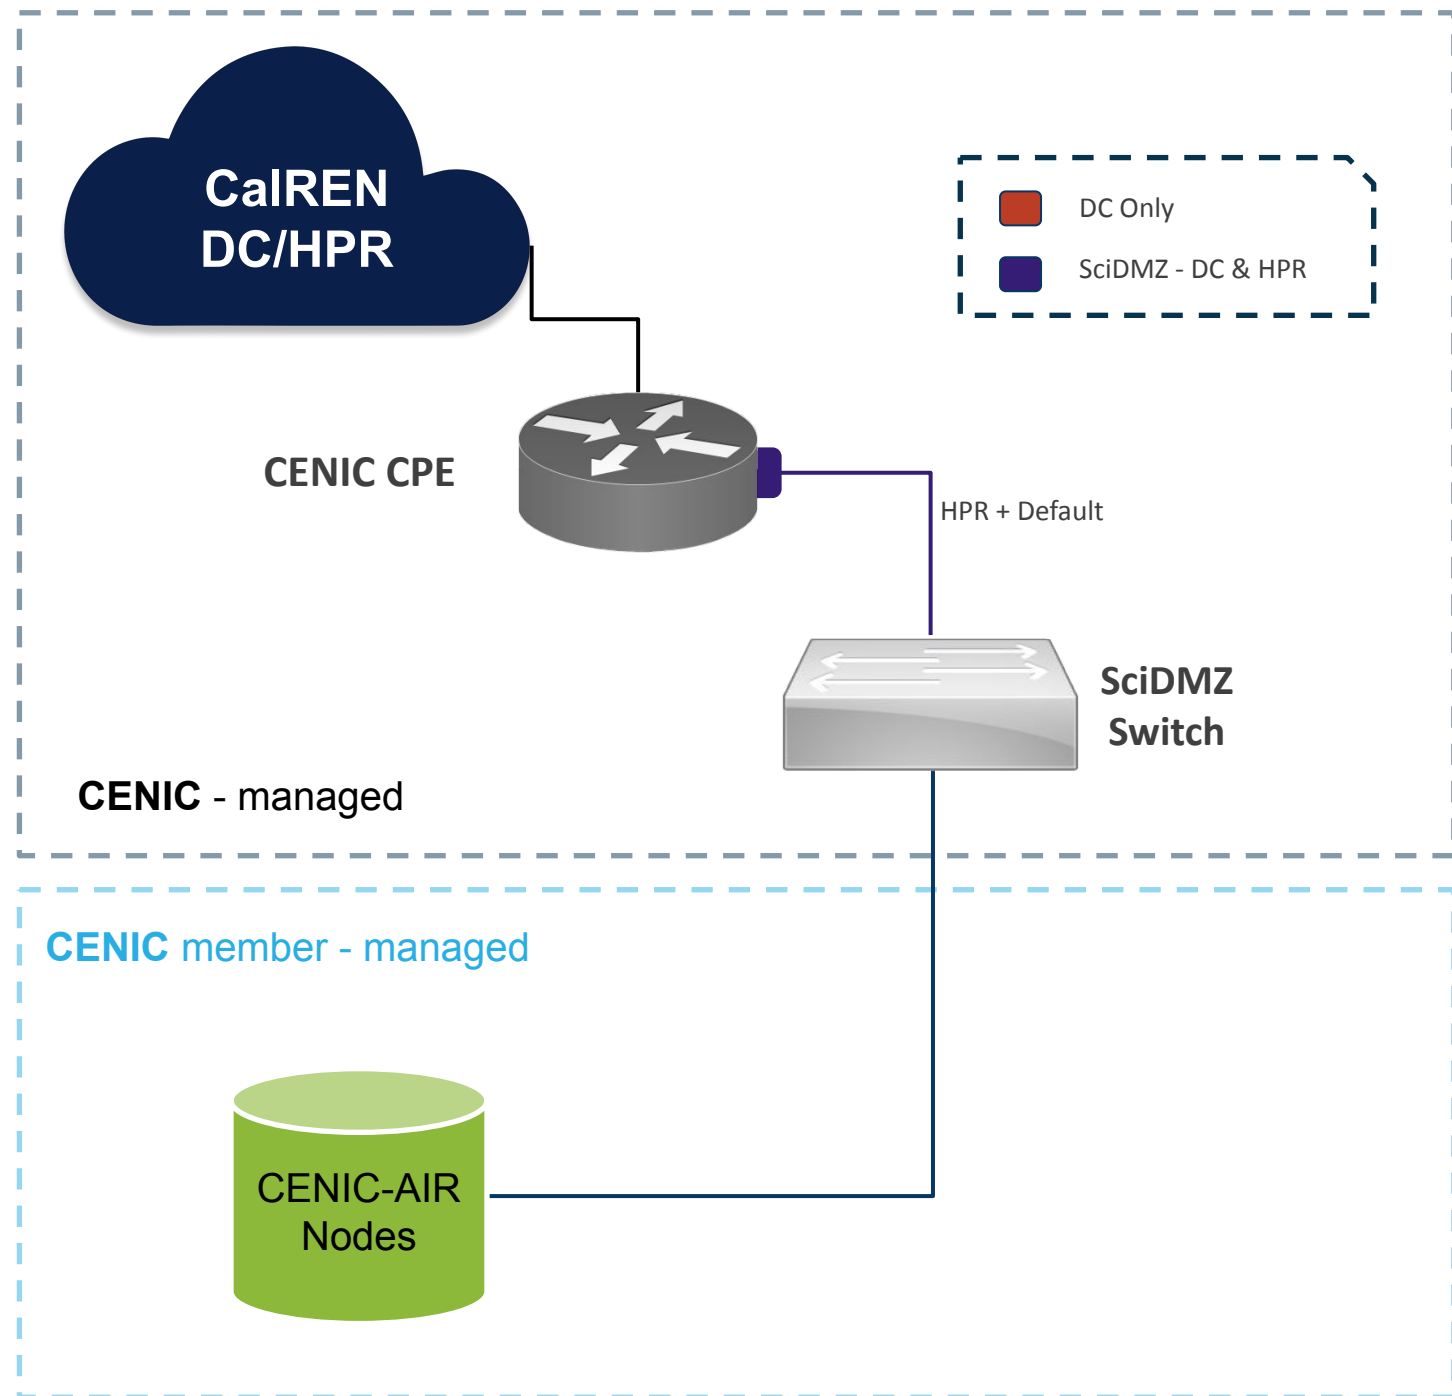 CalREN
DC/HPR
DC Only
SciDMZ - DC & HPR
CENIC CPE
HPR + Default
SciDMZ
Switch
CENIC - managed
CENIC member - managed
CENIC-AIR
Nodes